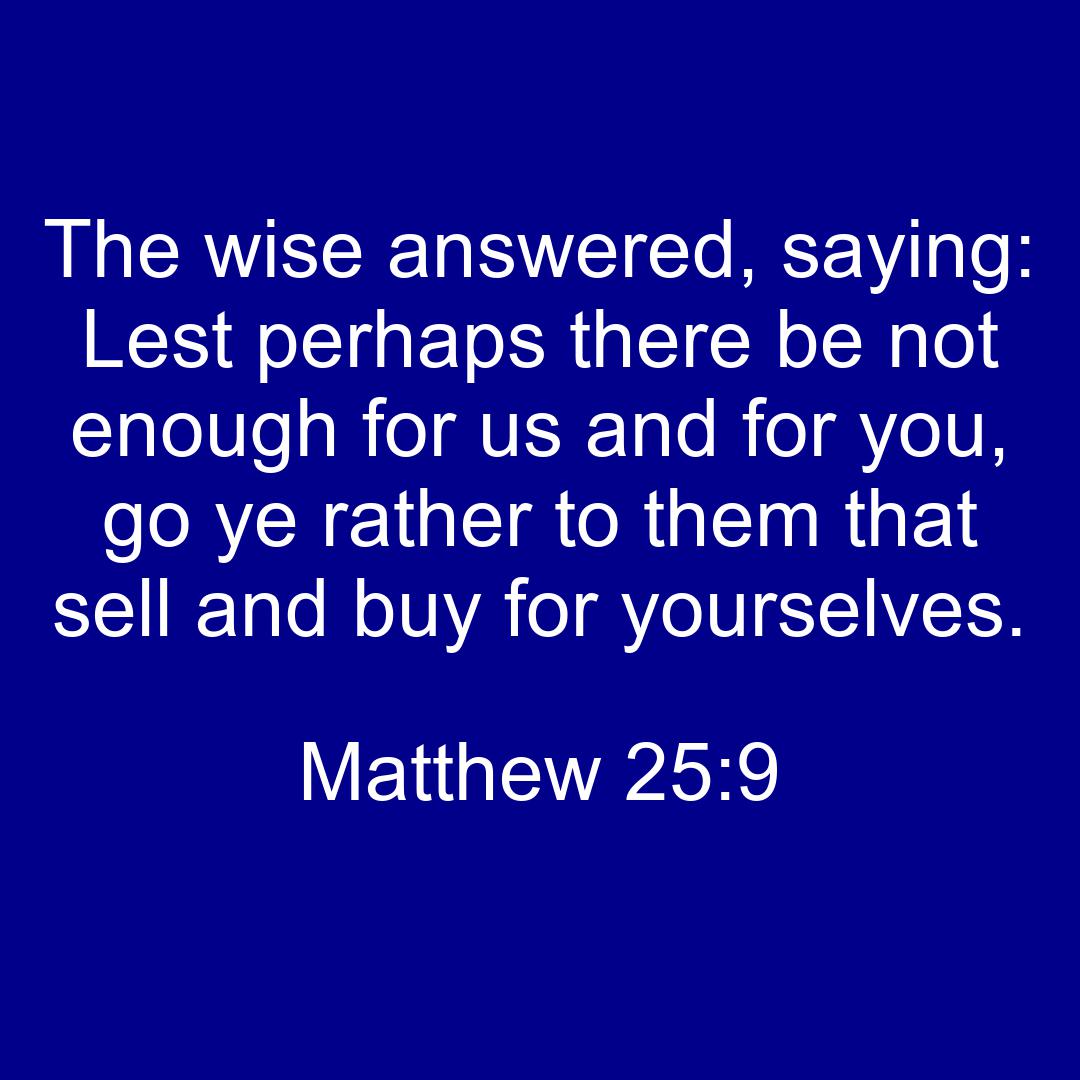 The wise answered, saying:
Lest perhaps there be not
enough for us and for you,
go ye rather to them that
sell and buy for yourselves.
Matthew 25:9